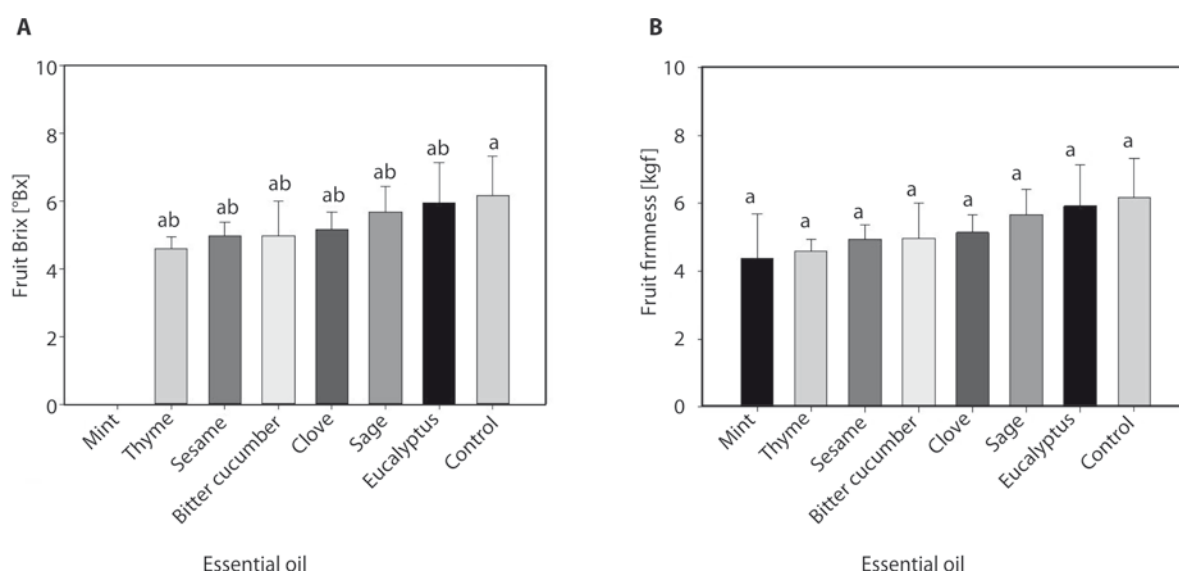 A
10
8
6
4
2
0
Fruit Brix [°Bx]
ab
ab
ab
ab
ab
ab
a
Mint
Thyme
Sesame
Bitter cucumber
Clove
Sage
Eucalyptus
Control
Essential oil
B
10
8
6
4
2
0
Fruit firmness [kgf]
a
a
a
a
a
a
a
a
Mint
Thyme
Sesame
Bitter cucumber
Clove
Sage
Eucalyptus
Control
Essential oil